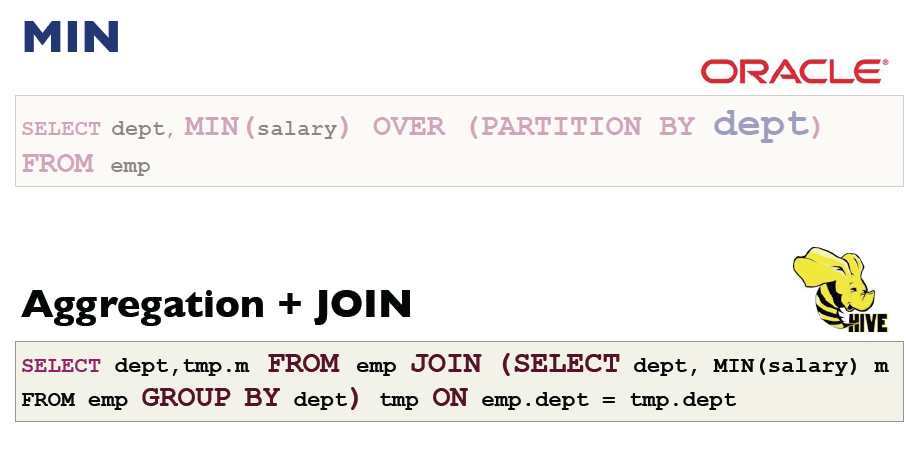 MIN
ORACLE®
SELECT dept, MIN(salary) OVER (PARTITION BY dept)
FROM emp
HIVE
Aggregation + JOIN
SELECT dept,tmp.m FROM emp JOIN (SELECT dept, MIN(salary) m
FROM emp GROUP BY dept) tmp ON emp.dept = tmp.dept